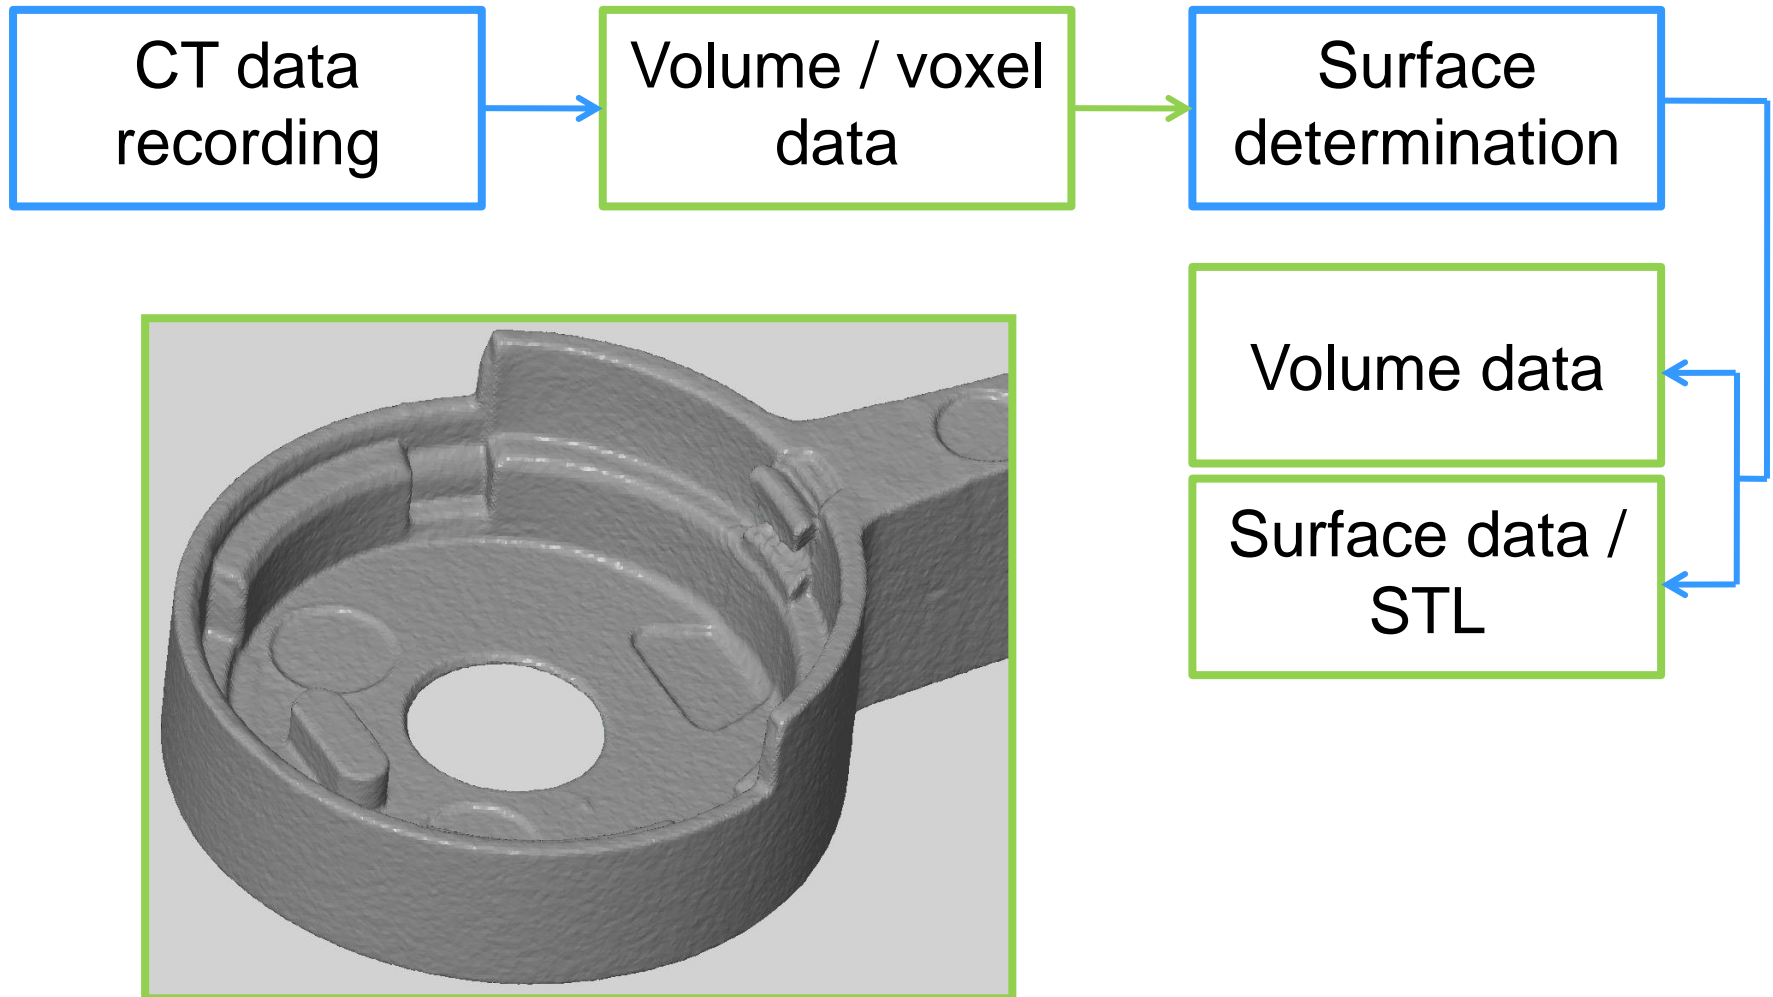 CT data
recording
Volume / voxel
data
Surface
determination
Volume data
Surface data /
STL